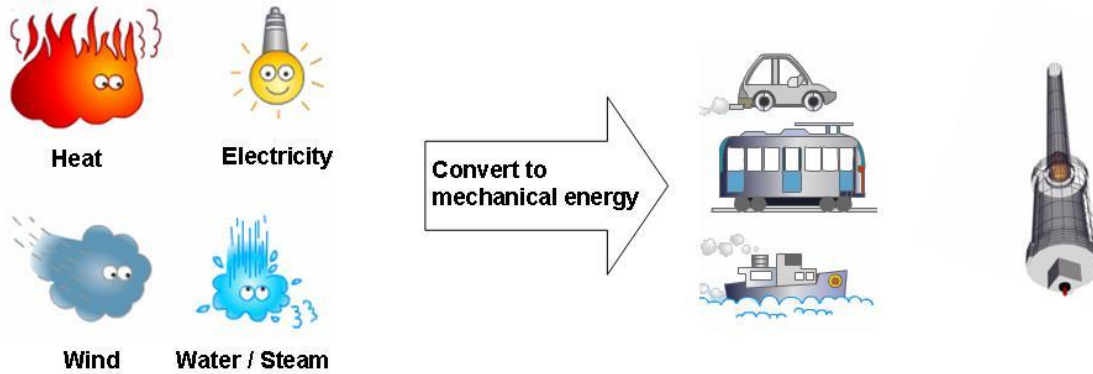 Heat
Electricity
Convert to
mechanical energy
Wind
Water / Steam